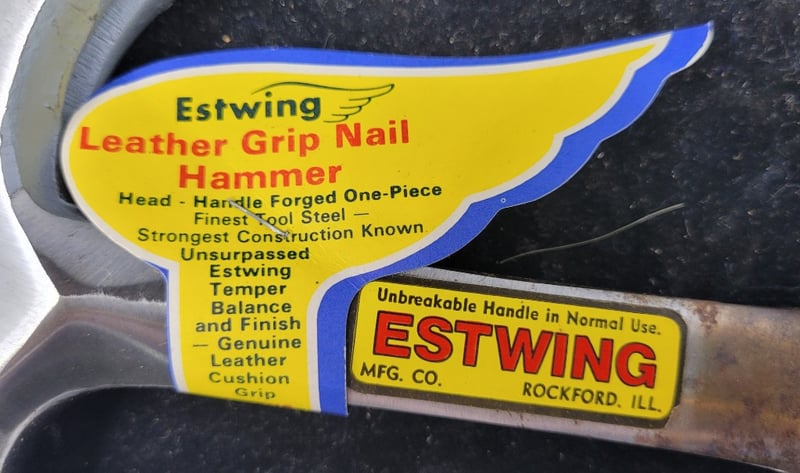 Estwing
Leather Grip Nail
Hammer
Head - Handle Forged One-Piece
Finest Tool Steel —
Strongest Construction Known
Unsurpassed
Estwing
Temper
Balance
and Finish
— Genuine
Leather
Cushion
Grip
Unbreakable Handle in Normal Use.
ESTWING
MFG. CO.
ROCKFORD. ILL.